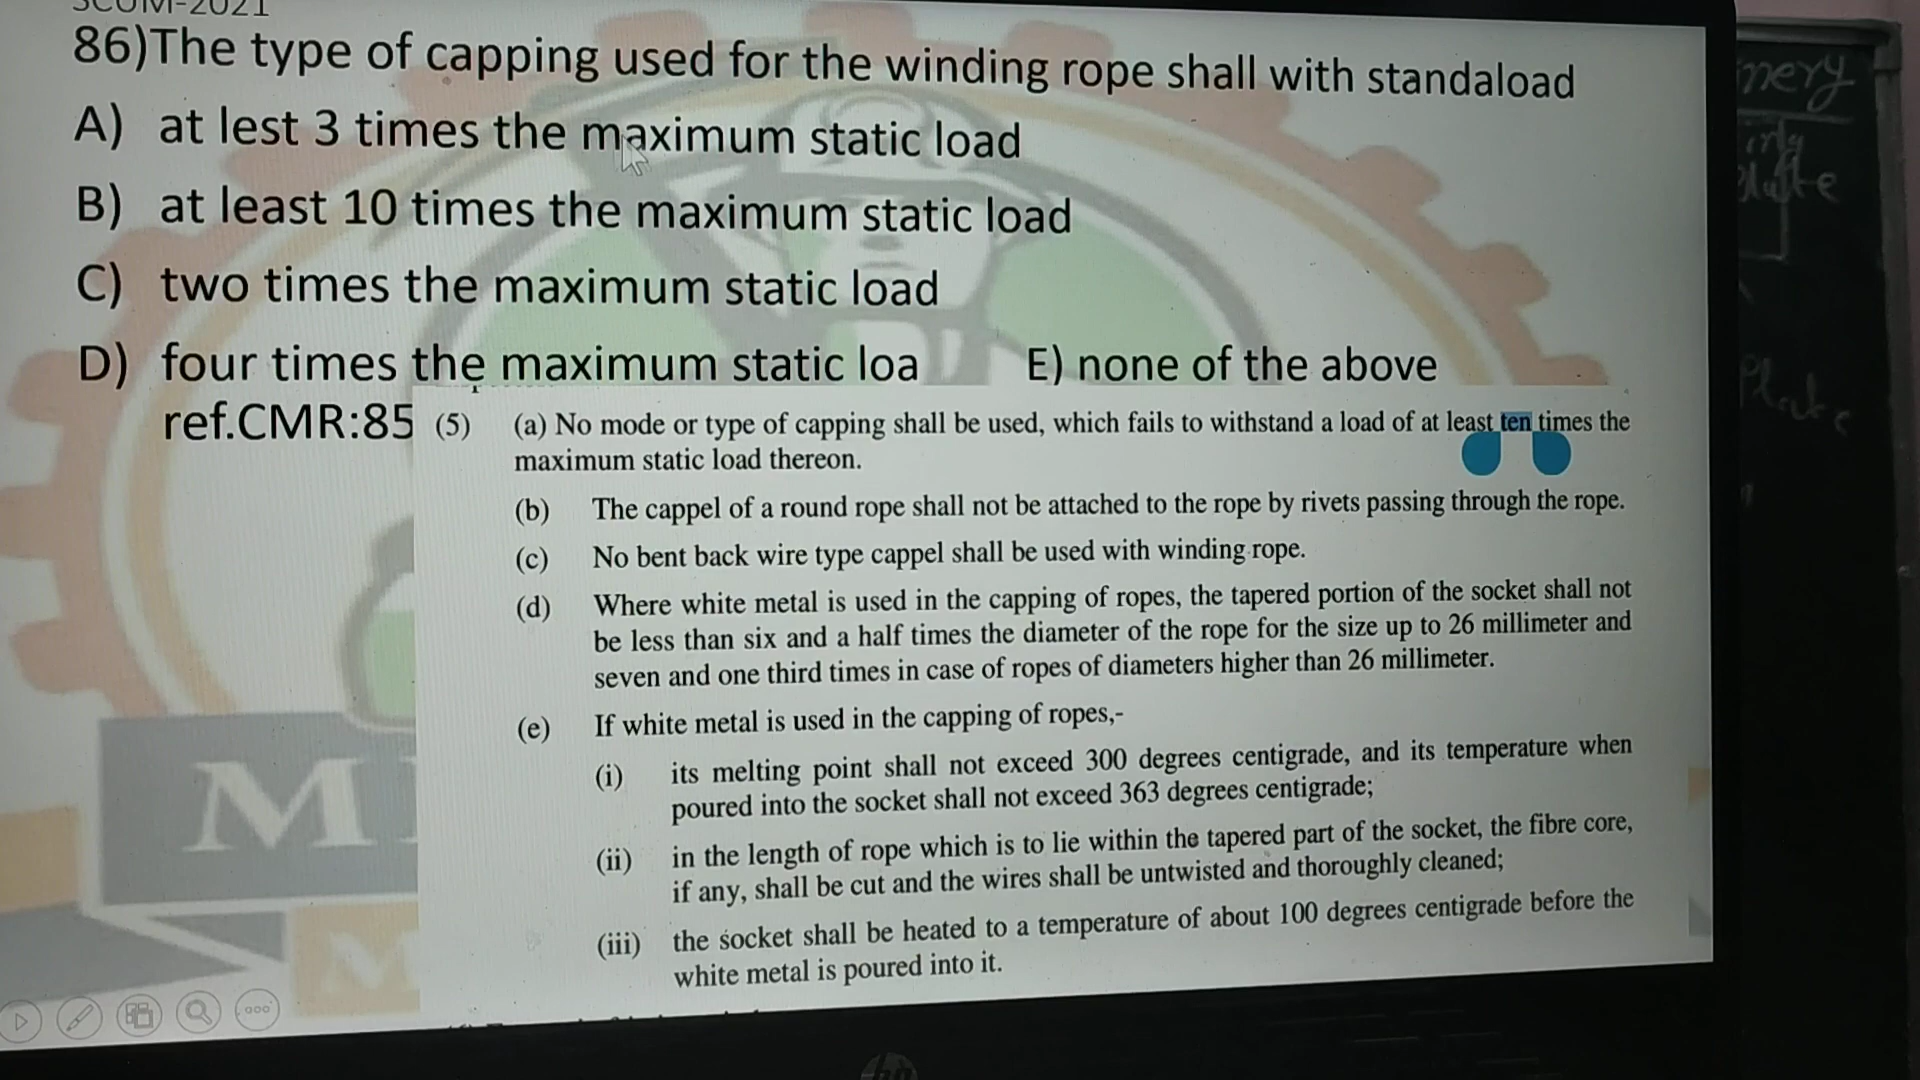 SCOM-2021
86)The type of capping used for the winding rope shall with standaload
A) at lest 3 times the maximum static load
B) at least 10 times the maximum static load
C) two times the maximum static load
D) four times the maximum static loa E) none of the above
ref.CMR:85 (5) (a) No mode or type of capping shall be used, which fails to withstand a load of at least ten times the
maximum static load thereon.
(b) The cappel of a round rope shall not be attached to the rope by rivets passing through the rope.
(c) No bent back wire type cappel shall be used with winding rope.
(d) Where white metal is used in the capping of ropes, the tapered portion of the socket shall not
be less than six and a half times the diameter of the rope for the size up to 26 millimeter and
seven and one third times in case of ropes of diameters higher than 26 millimeter.
(e) If white metal is used in the capping of ropes,-
(i) its melting point shall not exceed 300 degrees centigrade, and its temperature when
poured into the socket shall not exceed 363 degrees centigrade;
(ii) in the length of rope which is to lie within the tapered part of the socket, the fibre core,
if any, shall be cut and the wires shall be untwisted and thoroughly cleaned;
(iii) the socket shall be heated to a temperature of about 100 degrees centigrade before the
white metal is poured into it.
M
M
hp
nery
Plate